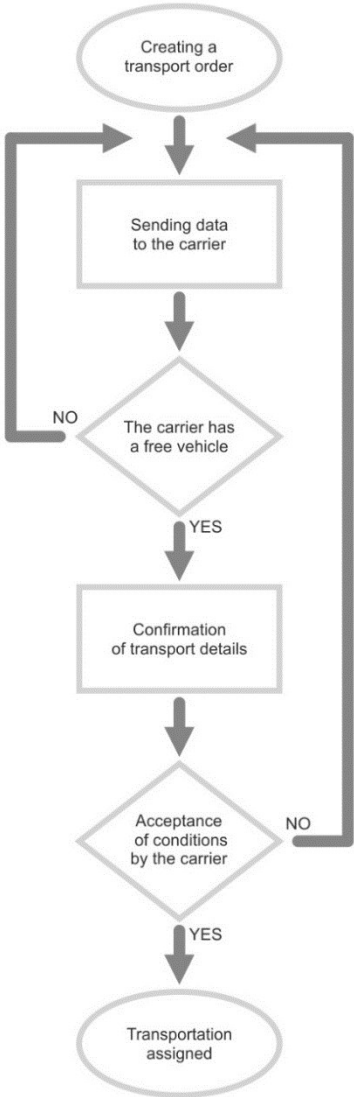 Creating a
transport order
Sending data
to the carrier
NO
The carrier has
a free vehicle
YES
Confirmation
of transport details
Acceptance
of conditions
by the carrier
NO
YES
Transportation
assigned